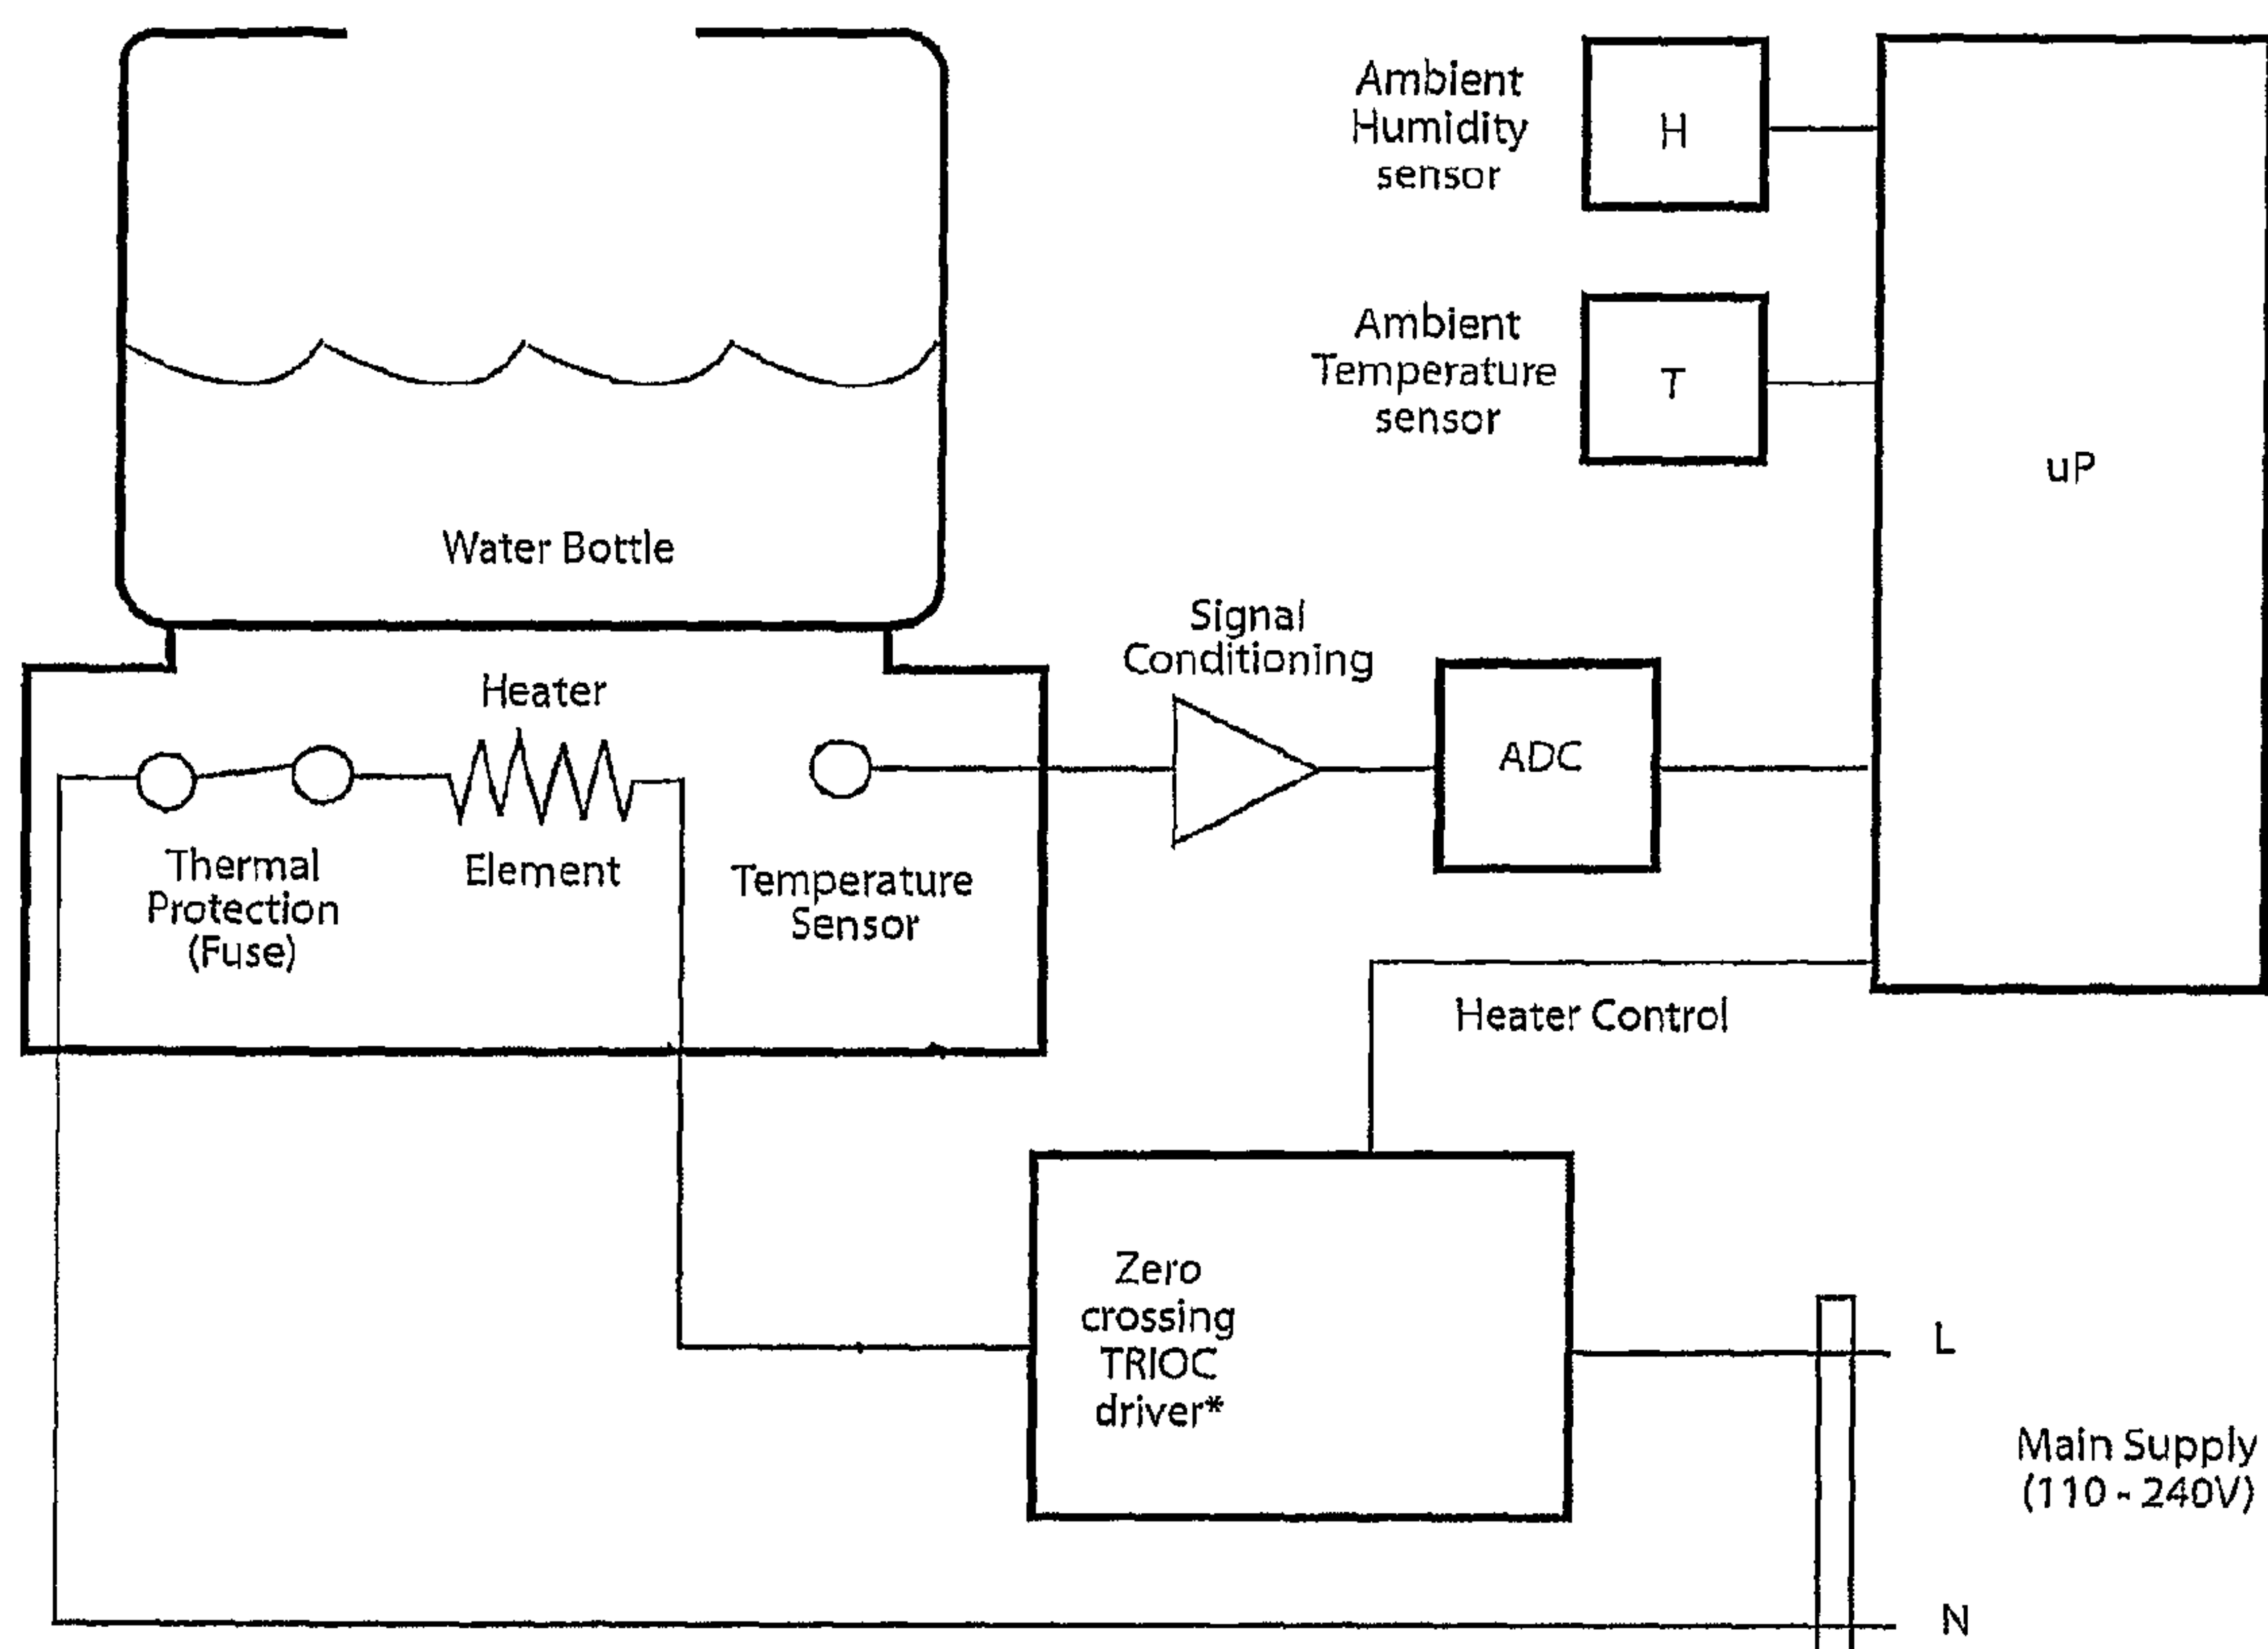 Ambient
Humidity
sensor
H
Ambient
Temperature
sensor
T
uP
Water Bottle
Signal
Conditioning
ADC
Heater
Element
Thermal
Protection
(Fuse)
Temperature
Sensor
Heater Control
Zero
crossing
TRIOC
driver*
L
Main Supply
(110 - 240V)
N